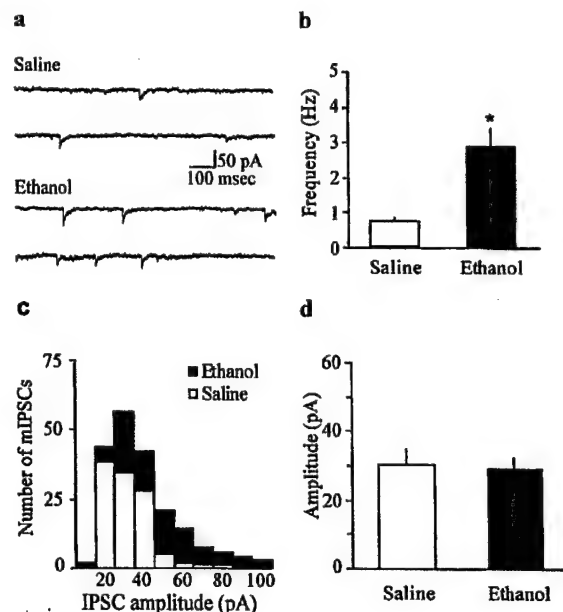 a
Saline
50 pA
100 msec
Ethanol
b
Frequency (Hz)
5
4
3
2
1
0
*
Saline
Ethanol
c
Number of mIPSCs
75
50
25
0
Ethanol
Saline
20 40 60 80 100
IPSC amplitude (pA)
d
Amplitude (pA)
60
40
20
0
Saline
Ethanol